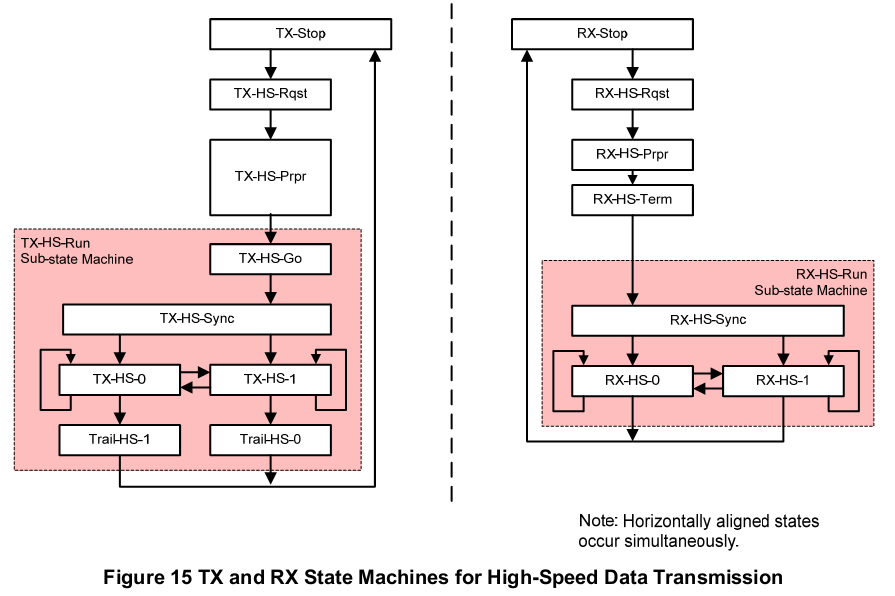 TX-Stop
TX-HS-Rqst
TX-HS-Prpr
TX-HS-Run
Sub-state Machine
TX-HS-Go
TX-HS-Sync
TX-HS-0
TX-HS-1
Trail-HS-1
Trail-HS-0
RX-Stop
RX-HS-Rqst
RX-HS-Prpr
RX-HS-Term
RX-HS-Run
Sub-state Machine
RX-HS-Sync
RX-HS-0
RX-HS-1
Note: Horizontally aligned states
occur simultaneously.
Figure 15 TX and RX State Machines for High-Speed Data Transmission